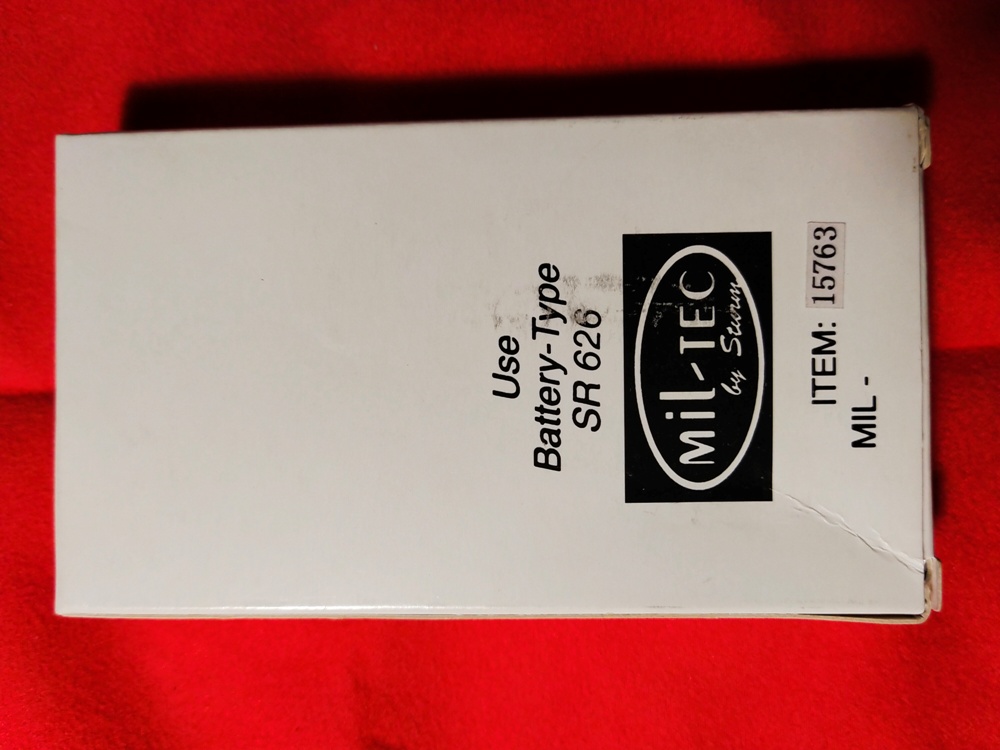 Use
Battery-Type
SR 626
Mil-TEC
by Sturm
ITEM: 15763
MIL -